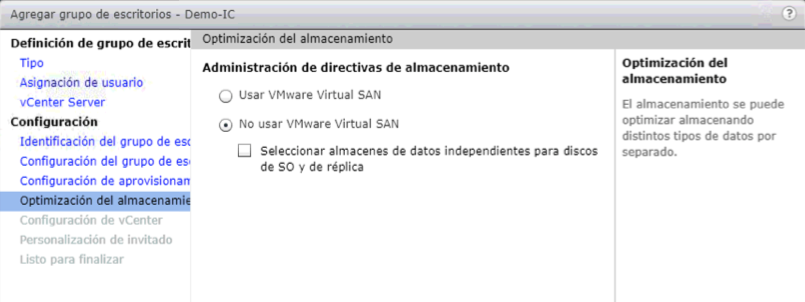 Agregar grupo de escritorios - Demo-IC
?
Definición de grupo de escrit
Tipo
Asignación de usuario
vCenter Server
Configuración
Identificación del grupo de esc
Configuración del grupo de es
Configuración de aprovisionam
Optimización del almacenamie
Configuración de vCenter
Personalización de invitado
Listo para finalizar
Optimización del almacenamiento
Administración de directivas de almacenamiento
Usar VMware Virtual SAN
No usar VMware Virtual SAN
Seleccionar almacenes de datos independientes para discos
de SO y de réplica
Optimización del
almacenamiento
El almacenamiento se puede
optimizar almacenando
distintos tipos de datos por
separado.